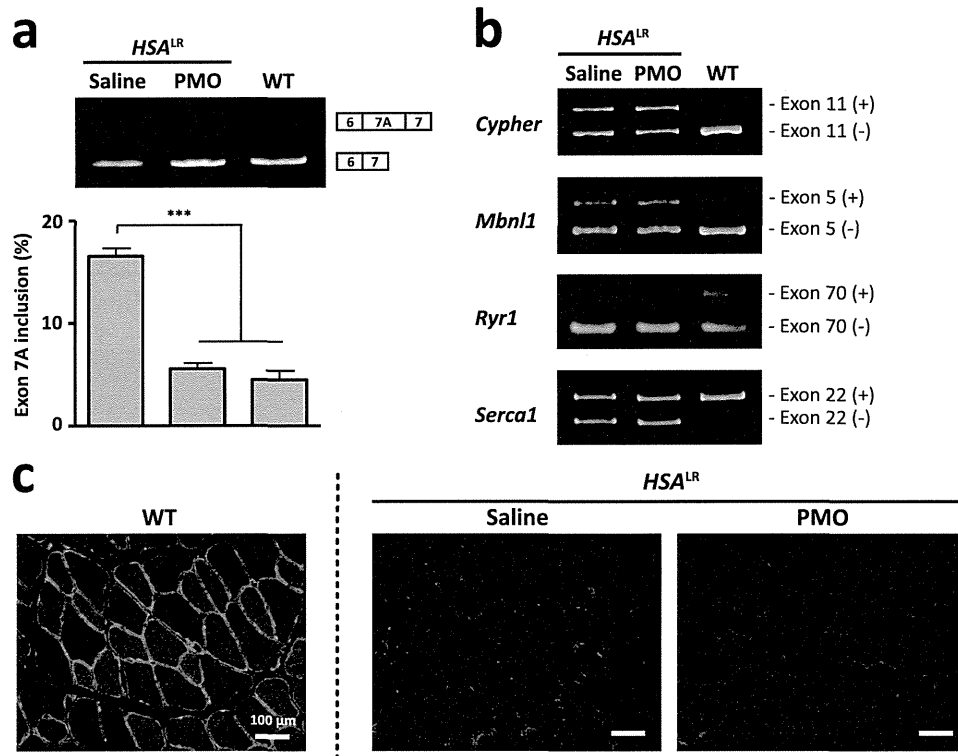 a
HSA^LR
Saline PMO WT
6 7A 7
6 7
20
***
10
0
Exon 7A inclusion (%)
b
HSA^LR
Saline PMO WT
Cypher
- Exon 11 (+)
- Exon 11 (-)
Mbnl1
- Exon 5 (+)
- Exon 5 (-)
Ryr1
- Exon 70 (+)
- Exon 70 (-)
Serca1
- Exon 22 (+)
- Exon 22 (-)
c
WT
100 µm
HSA^LR
Saline PMO